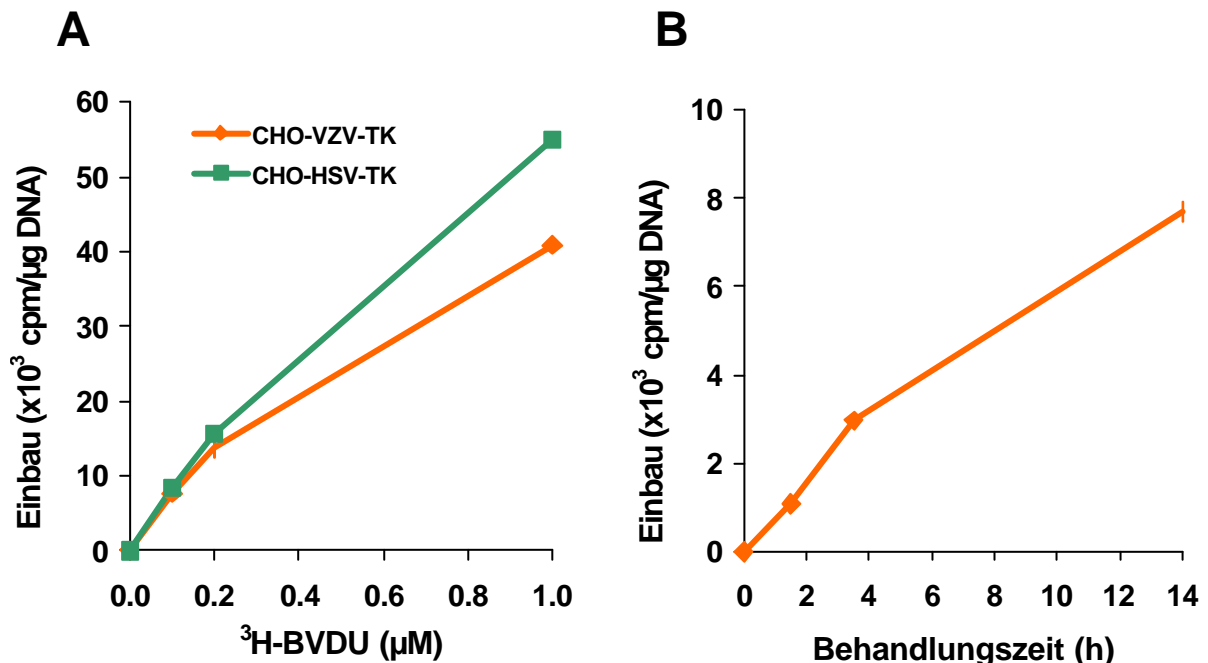 A
Einbau (x10³ cpm/µg DNA)
60
50
40
30
20
10
0
CHO-VZV-TK
CHO-HSV-TK
0.0 0.2 0.4 0.6 0.8 1.0
³H-BVDU (µM)
B
Einbau (x10³ cpm/µg DNA)
10
8
6
4
2
0
0 2 4 6 8 10 12 14
Behandlungszeit (h)